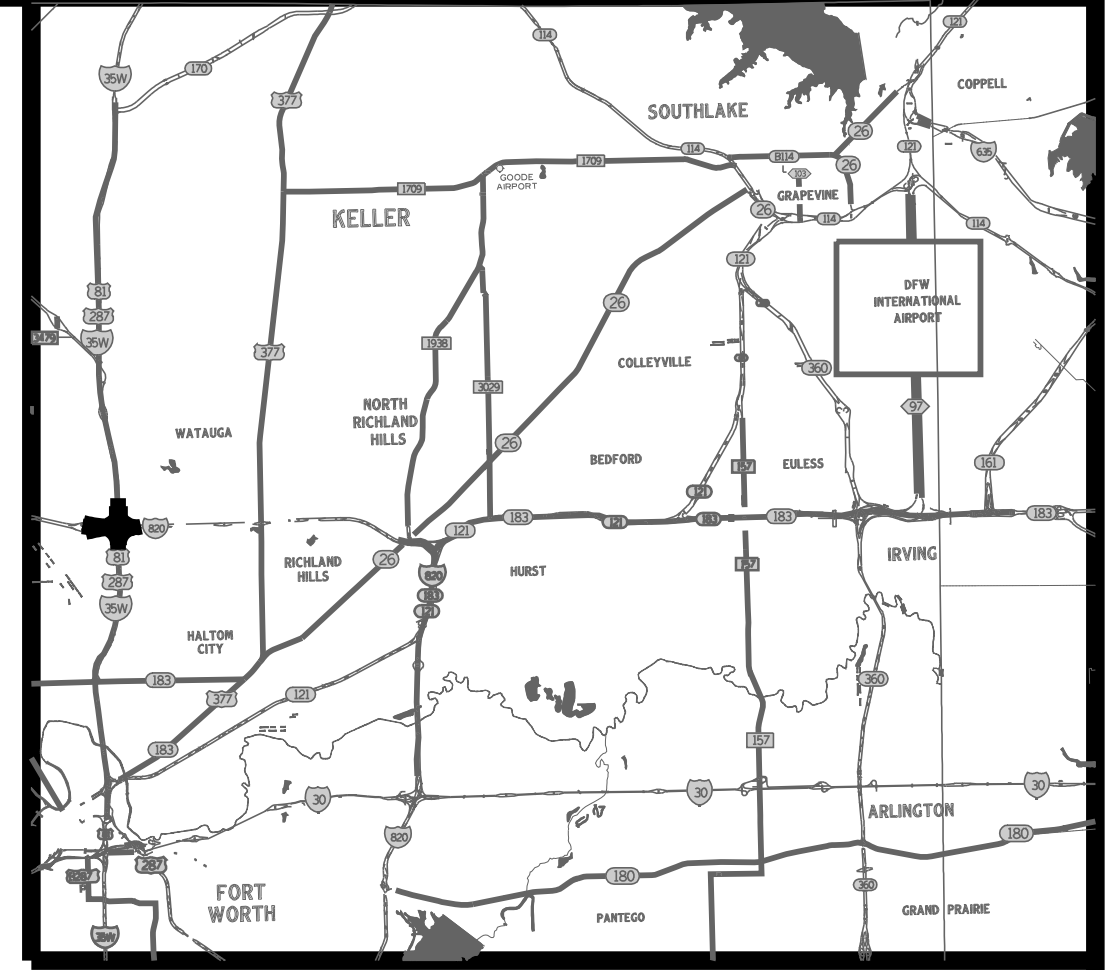 121
114
35W
170
COPPELL
377
SOUTHLAKE
26
114
B114
26
121
635
1709
GOODE
AIRPORT
1709
103
GRAPEVINE
KELLER
26
114
114
121
81
287
35W
26
DFW
INTERNATIONAL
AIRPORT
377
1938
COLLEYVILLE
360
3029
NORTH
RICHLAND
HILLS
97
WATAUGA
26
BEDFORD
157
EULESS
161
121
820
121
183
121
183
183
183
81
26
RICHLAND
HILLS
820
HURST
157
IRVING
287
35W
183
121
HALTOM
CITY
183
360
377
121
183
157
30
30
30
ARLINGTON
820
180
287
180
360
FORT
WORTH
PANTEGO
GRAND PRAIRIE
35W